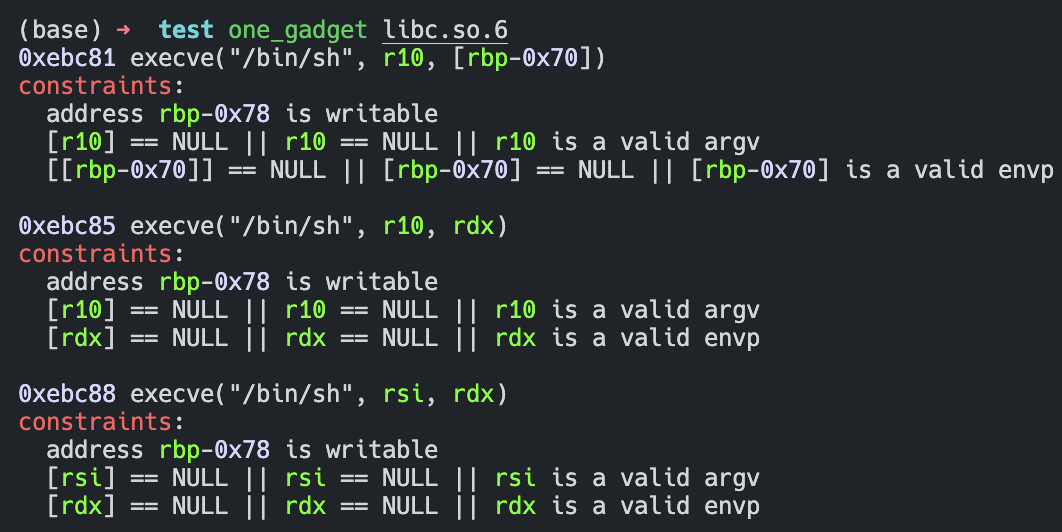 (base) → test one_gadget libc.so.6
0xebc81 execve("/bin/sh", r10, [rbp-0x70])
constraints:
  address rbp-0x78 is writable
  [r10] == NULL || r10 == NULL || r10 is a valid argv
  [[rbp-0x70]] == NULL || [rbp-0x70] == NULL || [rbp-0x70] is a valid envp

0xebc85 execve("/bin/sh", r10, rdx)
constraints:
  address rbp-0x78 is writable
  [r10] == NULL || r10 == NULL || r10 is a valid argv
  [rdx] == NULL || rdx == NULL || rdx is a valid envp

0xebc88 execve("/bin/sh", rsi, rdx)
constraints:
  address rbp-0x78 is writable
  [rsi] == NULL || rsi == NULL || rsi is a valid argv
  [rdx] == NULL || rdx == NULL || rdx is a valid envp